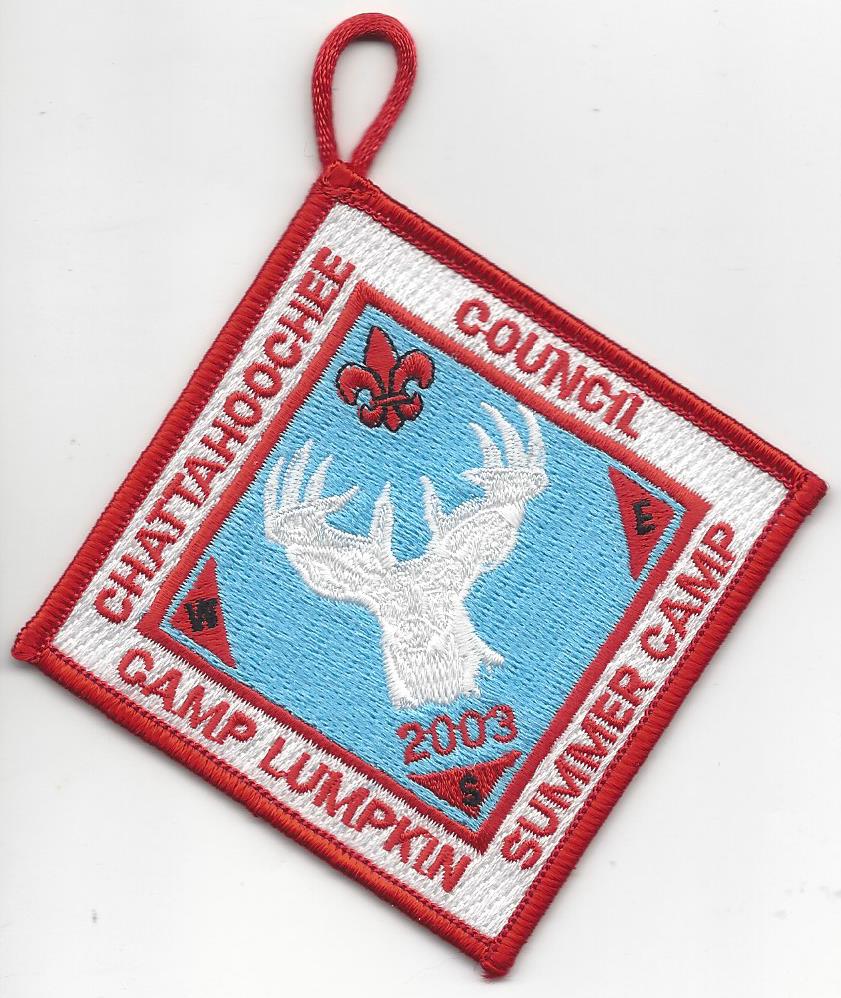 CHATTAHOOCHEE
COUNCIL
W
E
2003
S
CAMP LUMPKIN
SUMMER CAMP